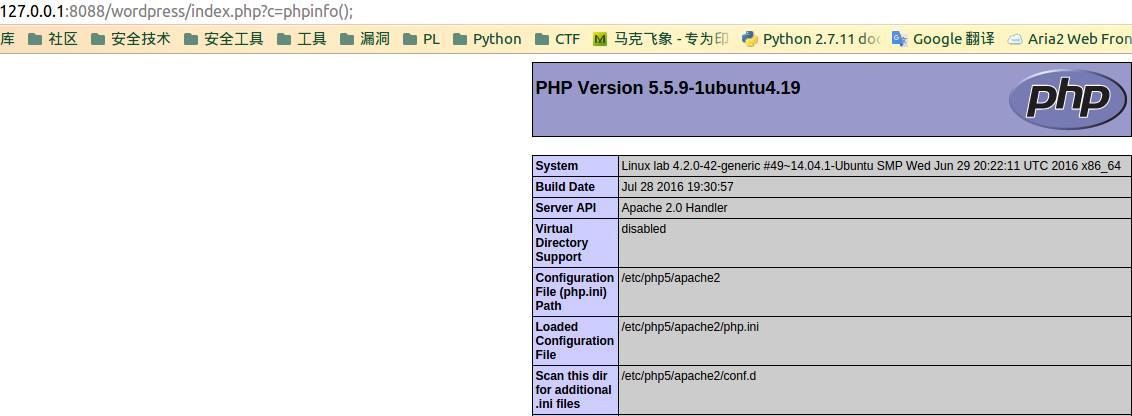 127.0.0.1:8088/wordpress/index.php?c=phpinfo();
库 社区 安全技术 安全工具 工具 漏洞 PL Python CTF M 马克飞象 - 专为印 Python 2.7.11 doc Google 翻译 Aria2 Web Fron
PHP Version 5.5.9-1ubuntu4.19
php
System Linux lab 4.2.0-42-generic #49~14.04.1-Ubuntu SMP Wed Jun 29 20:22:11 UTC 2016 x86_64
Build Date Jul 28 2016 19:30:57
Server API Apache 2.0 Handler
Virtual disabled
Directory
Support
Configuration /etc/php5/apache2
File (php.ini)
Path
Loaded /etc/php5/apache2/php.ini
Configuration
File
Scan this dir /etc/php5/apache2/conf.d
for additional
.ini files